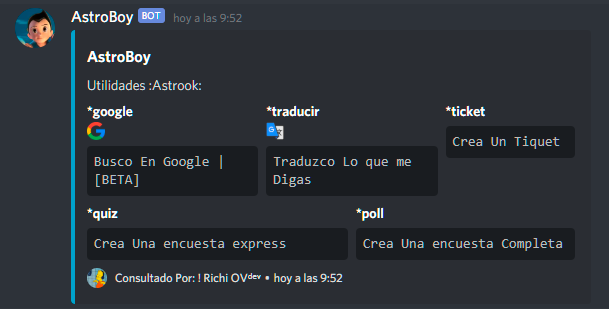 AstroBoy BOT hoy a las 9:52
AstroBoy
Utilidades :Astrook:
*google *traducir *ticket
Crea Un Tiquet
Busco En Google |
[BETA]
Traduzco Lo que me
Digas
*quiz *poll
Crea Una encuesta express
Crea Una encuesta Completa
Consultado Por: ! Richi OVᵈᵉᵛ • hoy a las 9:52